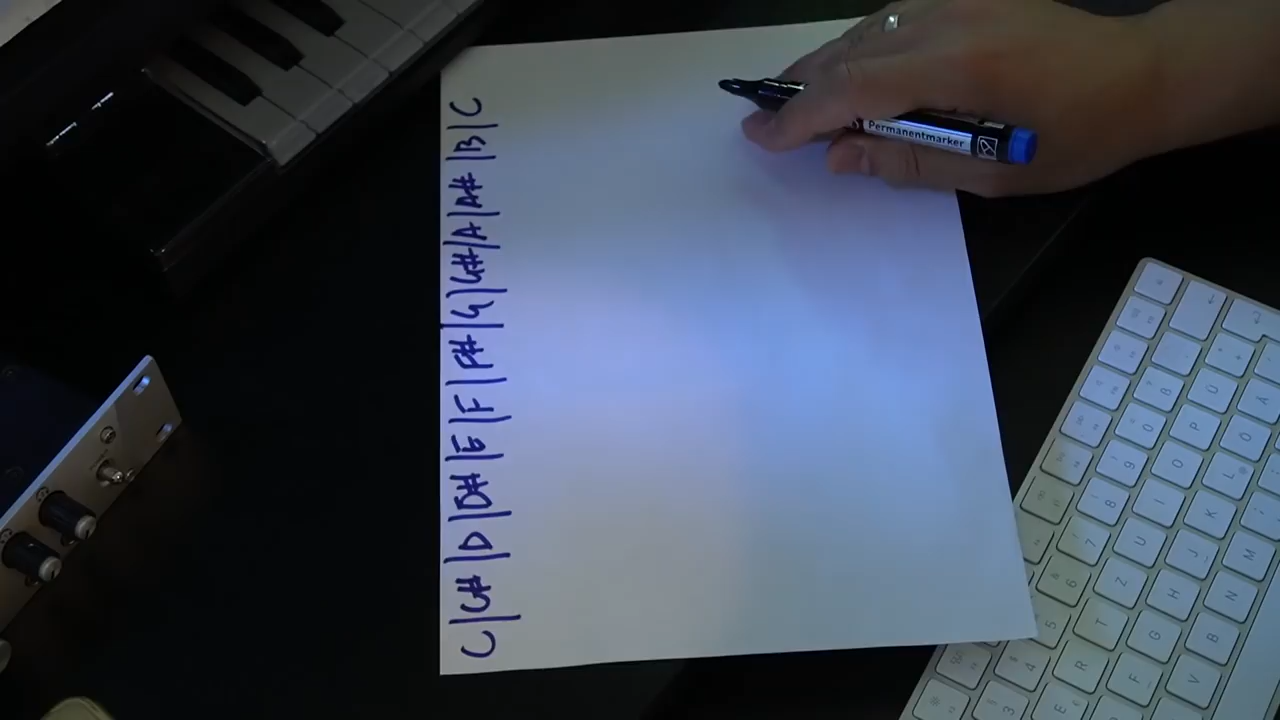 C | C# | D | D# | E | F | F# | G | G# | A | A# | B | C
Permanentmarker